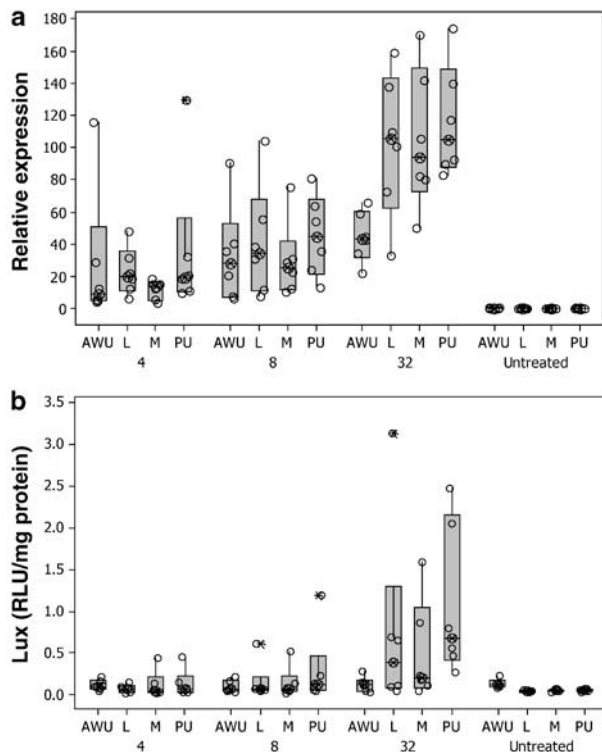 a
Relative expression
180
160
140
120
100
80
60
40
20
0
AWU L M PU AWU L M PU AWU L M PU AWU L M PU
4 8 32 Untreated
b
Lux (RLU/mg protein)
3.5
3.0
2.5
2.0
1.5
1.0
0.5
0.0
AWU L M PU AWU L M PU AWU L M PU AWU L M PU
4 8 32 Untreated